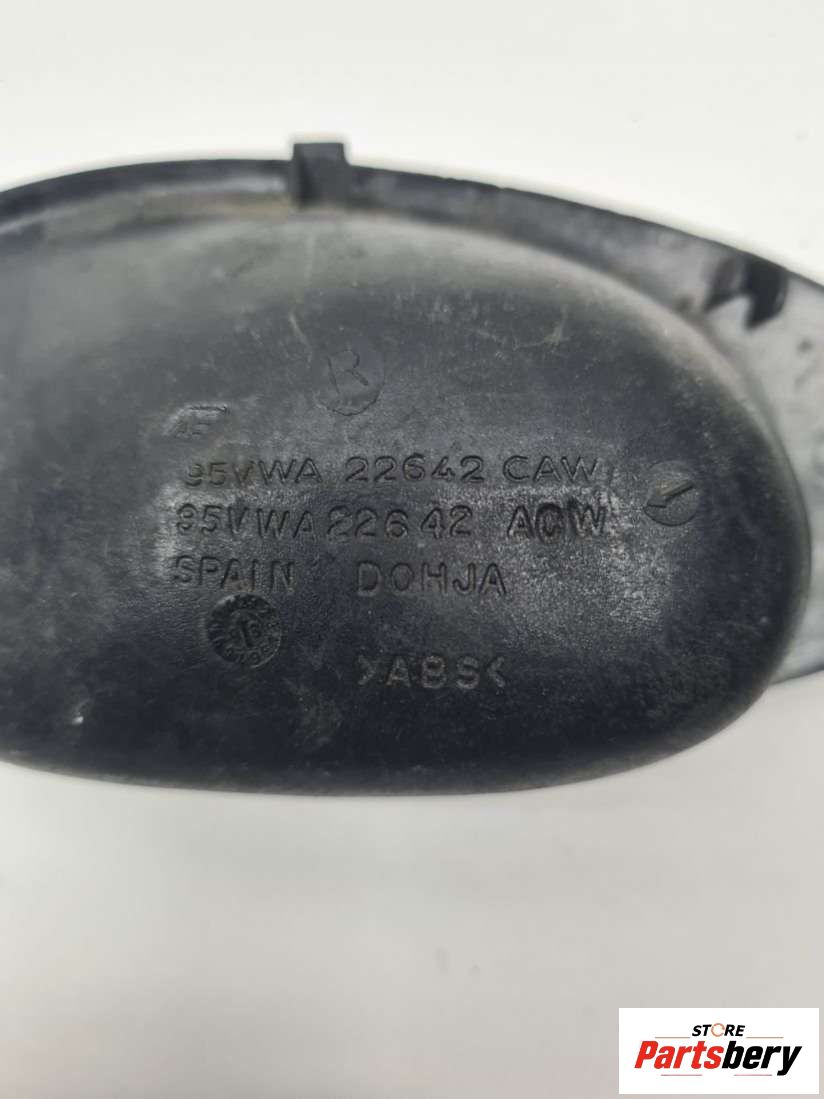 R
95VWA 22642 CAW
95VWA 22642 ACW
SPAIN DOHJA
>ABS<
STORE
Partsbery